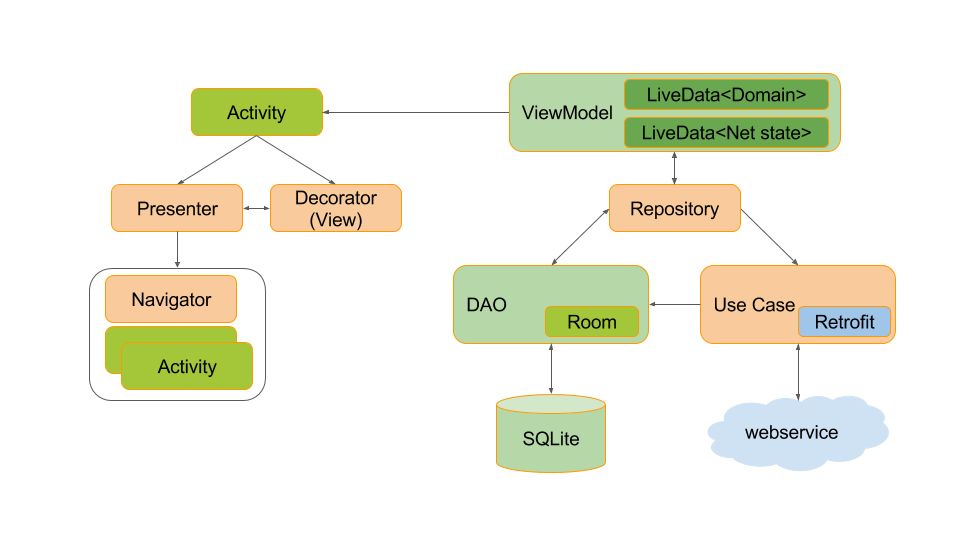 Activity
ViewModel
LiveData<Domain>
LiveData<Net state>
Presenter
Decorator
(View)
Repository
Navigator
Activity
DAO
Room
Use Case
Retrofit
SQLite
webservice